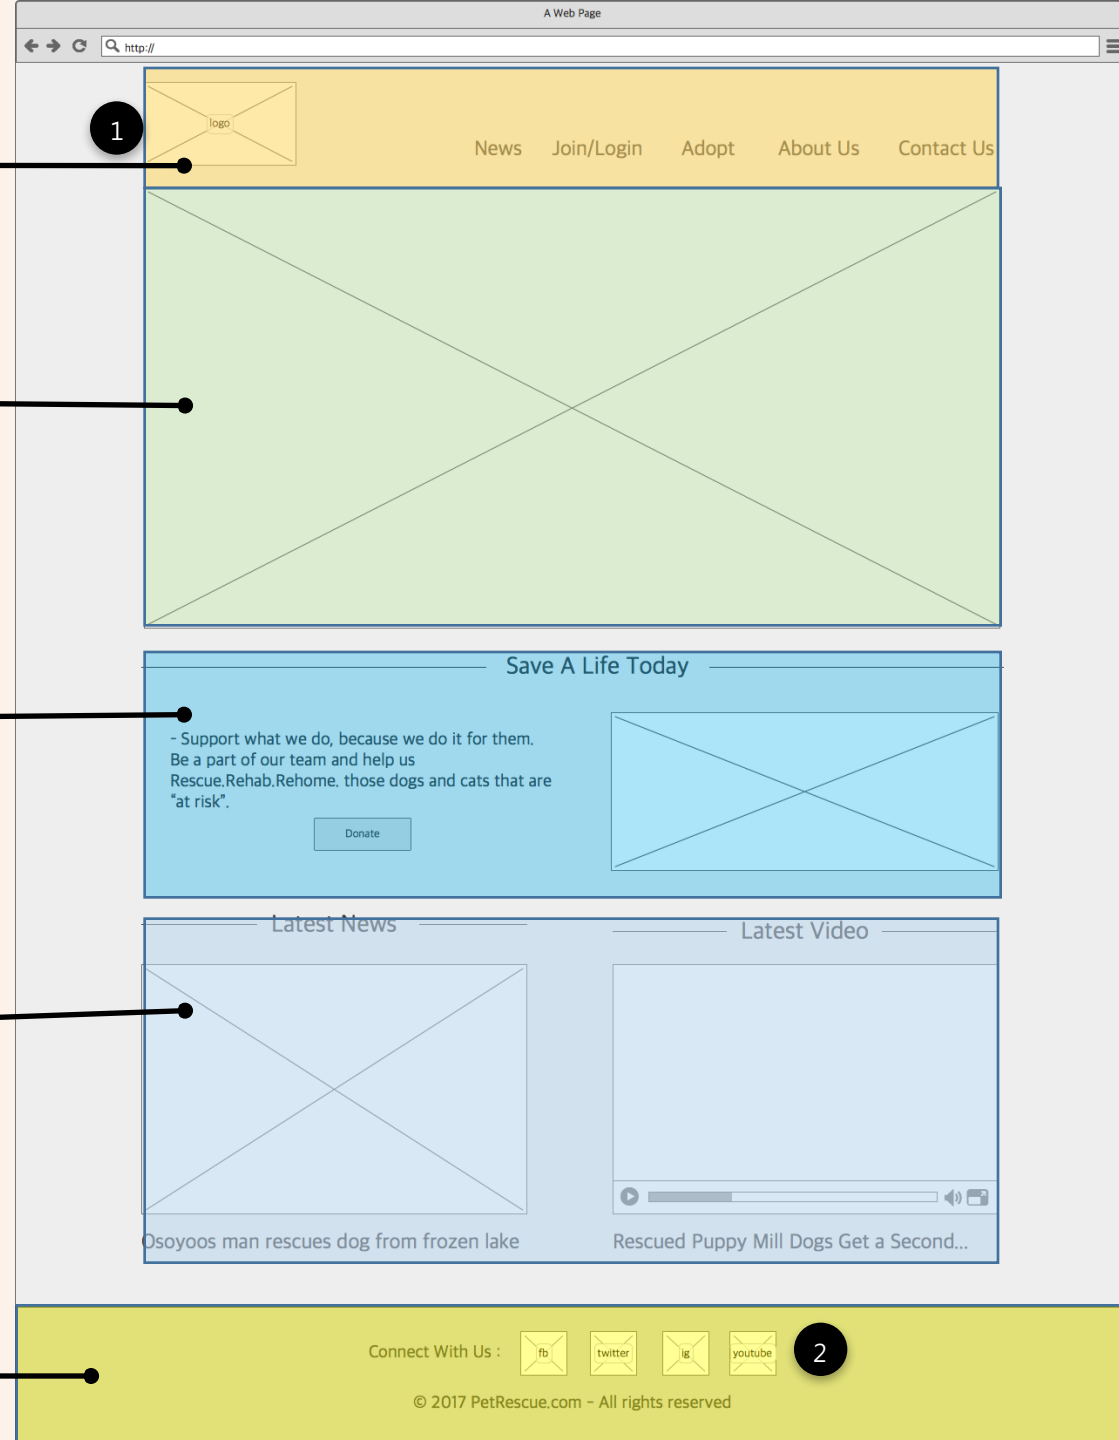 A Web Page
http://
1
logo
News Join/Login Adopt About Us Contact Us
Save A Life Today
- Support what we do, because we do it for them.
Be a part of our team and help us
Rescue.Rehab.Rehome. those dogs and cats that are
“at risk”.
Donate
Latest News
Latest Video
Osoyoos man rescues dog from frozen lake
Rescued Puppy Mill Dogs Get a Second...
Connect With Us : fb twitter ig youtube
2
© 2017 PetRescue.com - All rights reserved